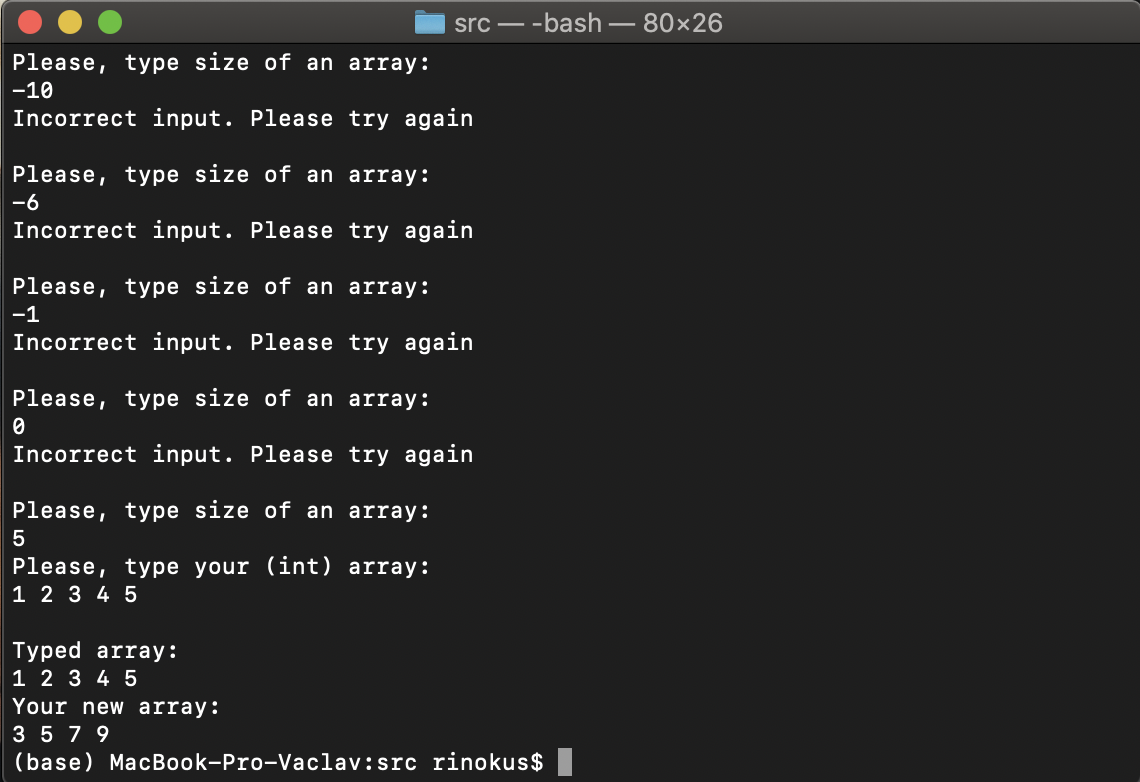 src — -bash — 80×26
Please, type size of an array:
-10
Incorrect input. Please try again

Please, type size of an array:
-6
Incorrect input. Please try again

Please, type size of an array:
-1
Incorrect input. Please try again

Please, type size of an array:
0
Incorrect input. Please try again

Please, type size of an array:
5
Please, type your (int) array:
1 2 3 4 5

Typed array:
1 2 3 4 5
Your new array:
3 5 7 9
(base) MacBook-Pro-Vaclav:src rinokus$